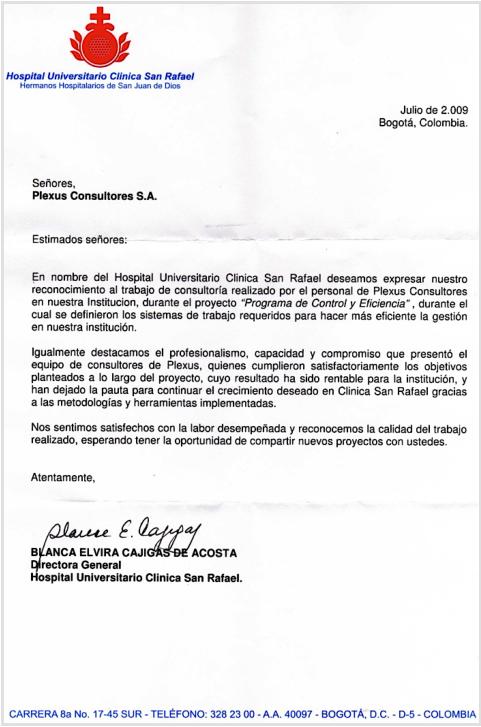 Hospital Universitario Clinica San Rafael
Hermanos Hospitalarios de San Juan de Dios
Julio de 2.009
Bogotá, Colombia.
Señores,
Plexus Consultores S.A.
Estimados señores:
En nombre del Hospital Universitario Clinica San Rafael deseamos expresar nuestro
reconocimiento al trabajo de consultoría realizado por el personal de Plexus Consultores
en nuestra Institucion, durante el proyecto "Programa de Control y Eficiencia", durante el
cual se definieron los sistemas de trabajo requeridos para hacer más eficiente la gestión
en nuestra institución.
Igualmente destacamos el profesionalismo, capacidad y compromiso que presentó el
equipo de consultores de Plexus, quienes cumplieron satisfactoriamente los objetivos
planteados a lo largo del proyecto, cuyo resultado ha sido rentable para la institución, y
han dejado la pauta para continuar el crecimiento deseado en Clinica San Rafael gracias
a las metodologías y herramientas implementadas.
Nos sentimos satisfechos con la labor desempeñada y reconocemos la calidad del trabajo
realizado, esperando tener la oportunidad de compartir nuevos proyectos con ustedes.
Atentamente,
BLANCA ELVIRA CAJIGAS DE ACOSTA
Directora General
Hospital Universitario Clinica San Rafael.
CARRERA 8a No. 17-45 SUR - TELÉFONO: 328 23 00 - A.A. 40097 - BOGOTÁ, D.C. - D-5 - COLOMBIA